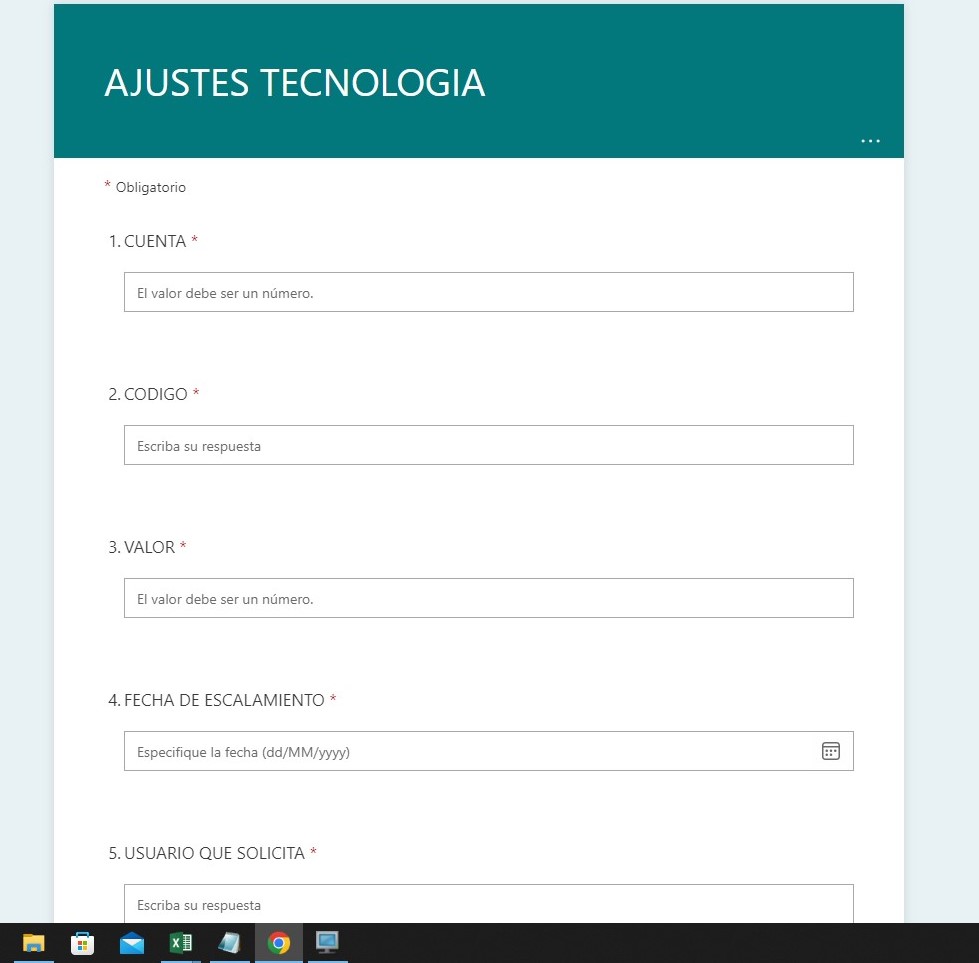 AJUSTES TECNOLOGIA
* Obligatorio
1. CUENTA *
El valor debe ser un número.
2. CODIGO *
Escriba su respuesta
3. VALOR *
El valor debe ser un número.
4. FECHA DE ESCALAMIENTO *
Especifique la fecha (dd/MM/yyyy)
5. USUARIO QUE SOLICITA *
Escriba su respuesta